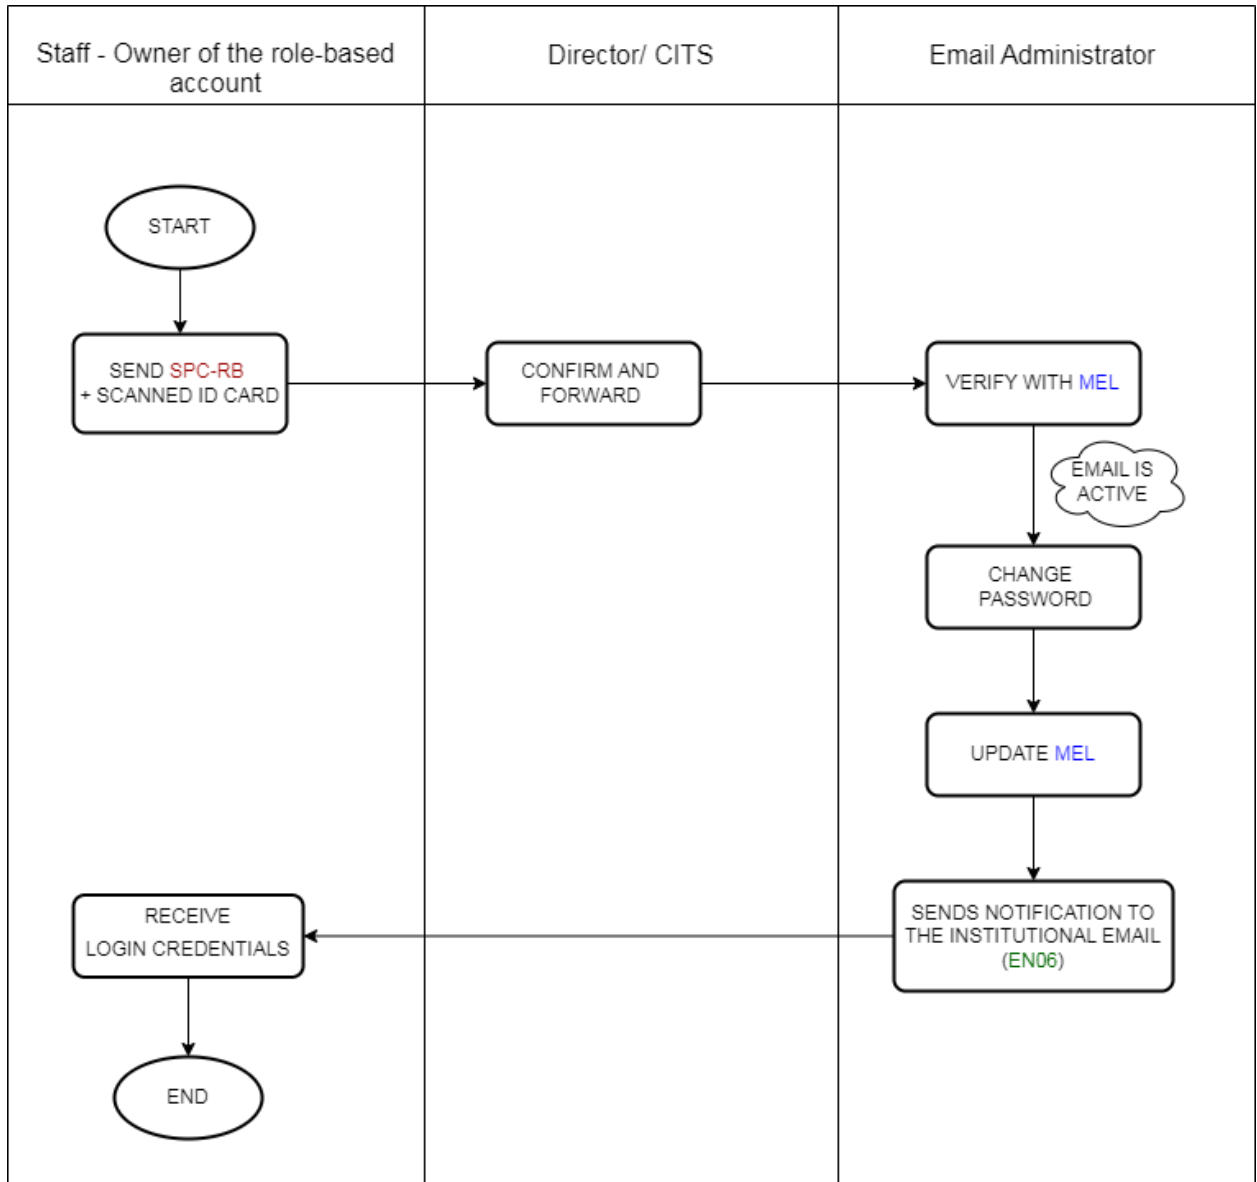 Staff - Owner of the role-based
account
Director/ CITS
Email Administrator
START
SEND SPC-RB
+ SCANNED ID CARD
CONFIRM AND
FORWARD
VERIFY WITH MEL
EMAIL IS
ACTIVE
CHANGE
PASSWORD
UPDATE MEL
SENDS NOTIFICATION TO
THE INSTITUTIONAL EMAIL
(EN06)
RECEIVE
LOGIN CREDENTIALS
END